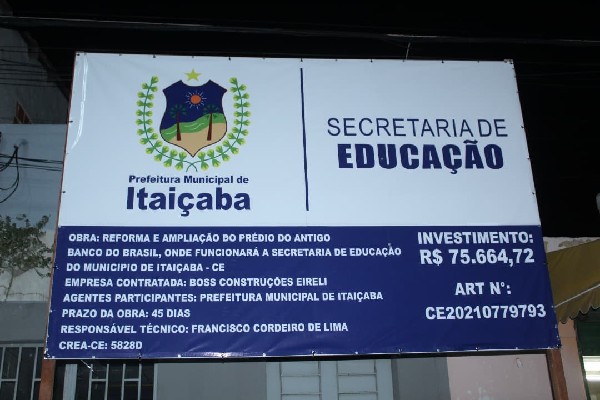 Prefeitura Municipal de
Itaiçaba
SECRETARIA DE
EDUCAÇÃO
OBRA: REFORMA E AMPLIAÇÃO DO PRÉDIO DO ANTIGO
BANCO DO BRASIL, ONDE FUNCIONARÁ A SECRETARIA DE EDUCAÇÃO
DO MUNICIPIO DE ITAIÇABA - CE
EMPRESA CONTRATADA: BOSS CONSTRUÇÕES EIRELI
AGENTES PARTICIPANTES: PREFEITURA MUNICIPAL DE ITAIÇABA
PRAZO DA OBRA: 45 DIAS
RESPONSÁVEL TÉCNICO: FRANCISCO CORDEIRO DE LIMA
CREA-CE: 5828D
INVESTIMENTO:
R$ 75.664,72
ART N°:
CE20210779793